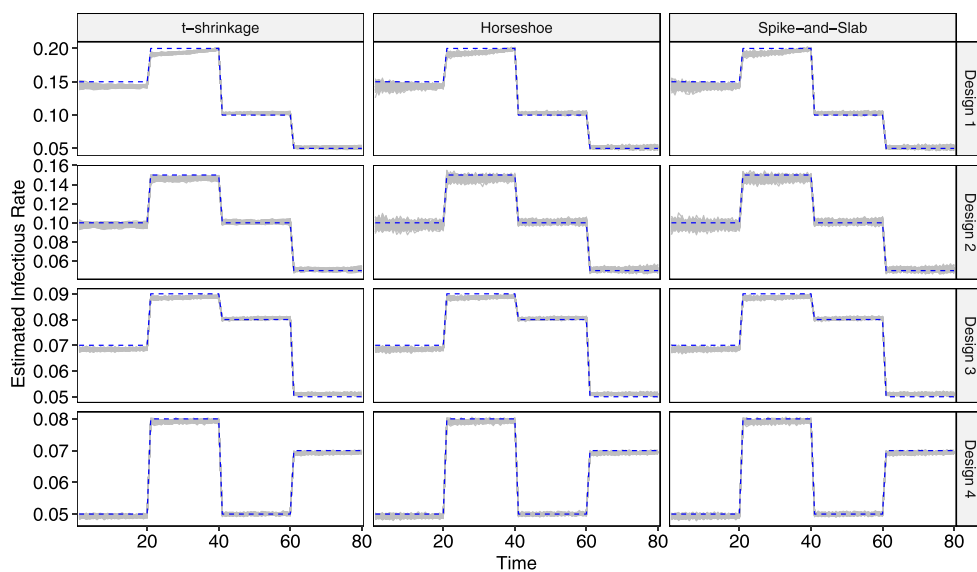 t−shrinkage
Horseshoe
Spike−and−Slab
Estimated Infectious Rate
0.20
0.15
0.10
0.05
Design 1
0.16
0.14
0.12
0.10
0.08
0.06
Design 2
0.09
0.08
0.07
0.06
0.05
Design 3
0.08
0.07
0.06
0.05
Design 4
20 40 60 80
20 40 60 80
20 40 60 80
Time